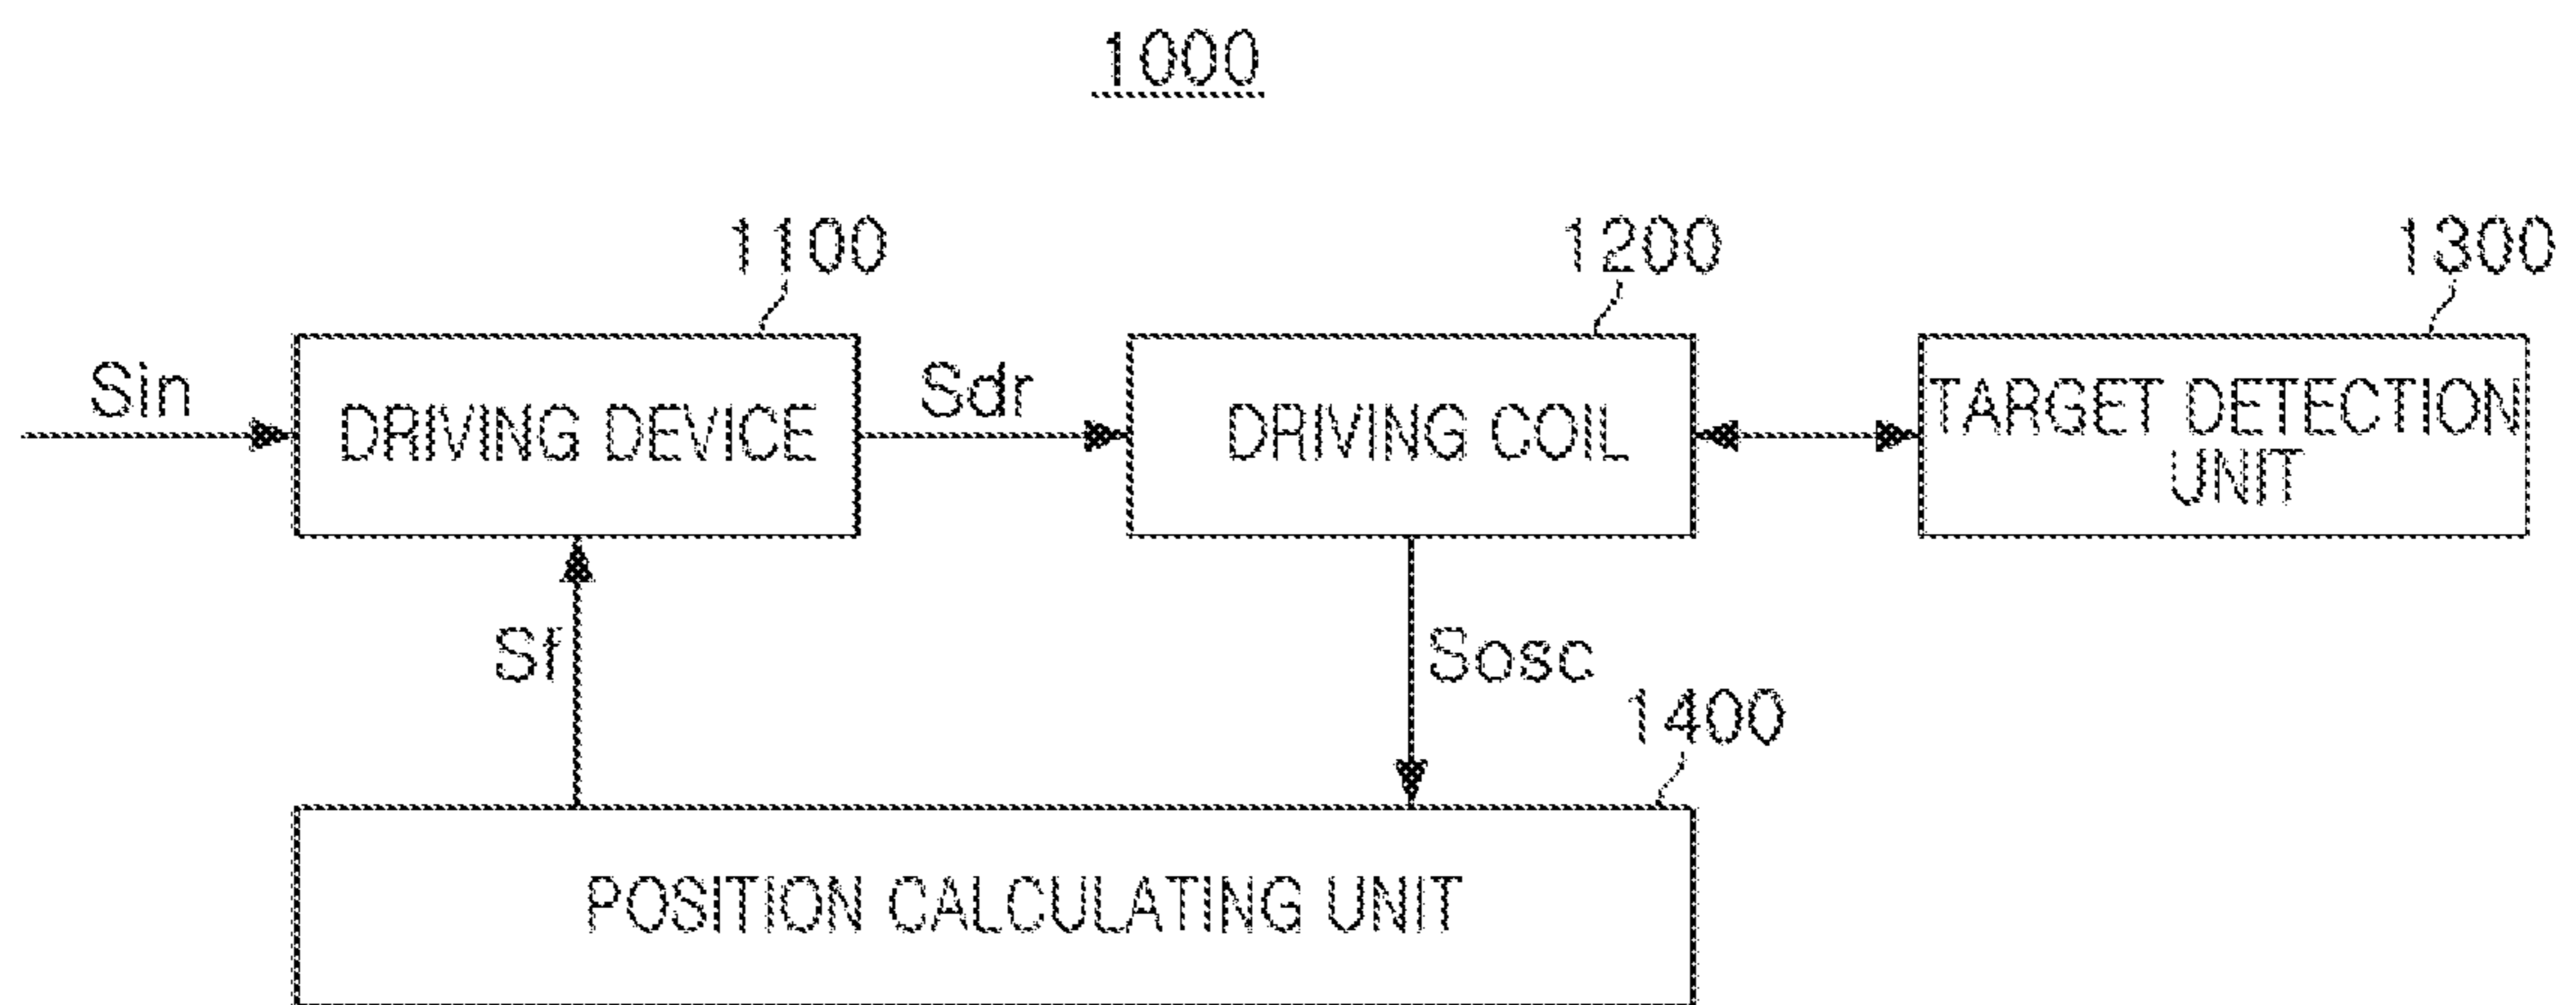 1000
1100
1200
1300
Sin
DRIVING DEVICE
Sdr
DRIVING COIL
TARGET DETECTION
UNIT
Sf
Sosc
1400
POSITION CALCULATING UNIT